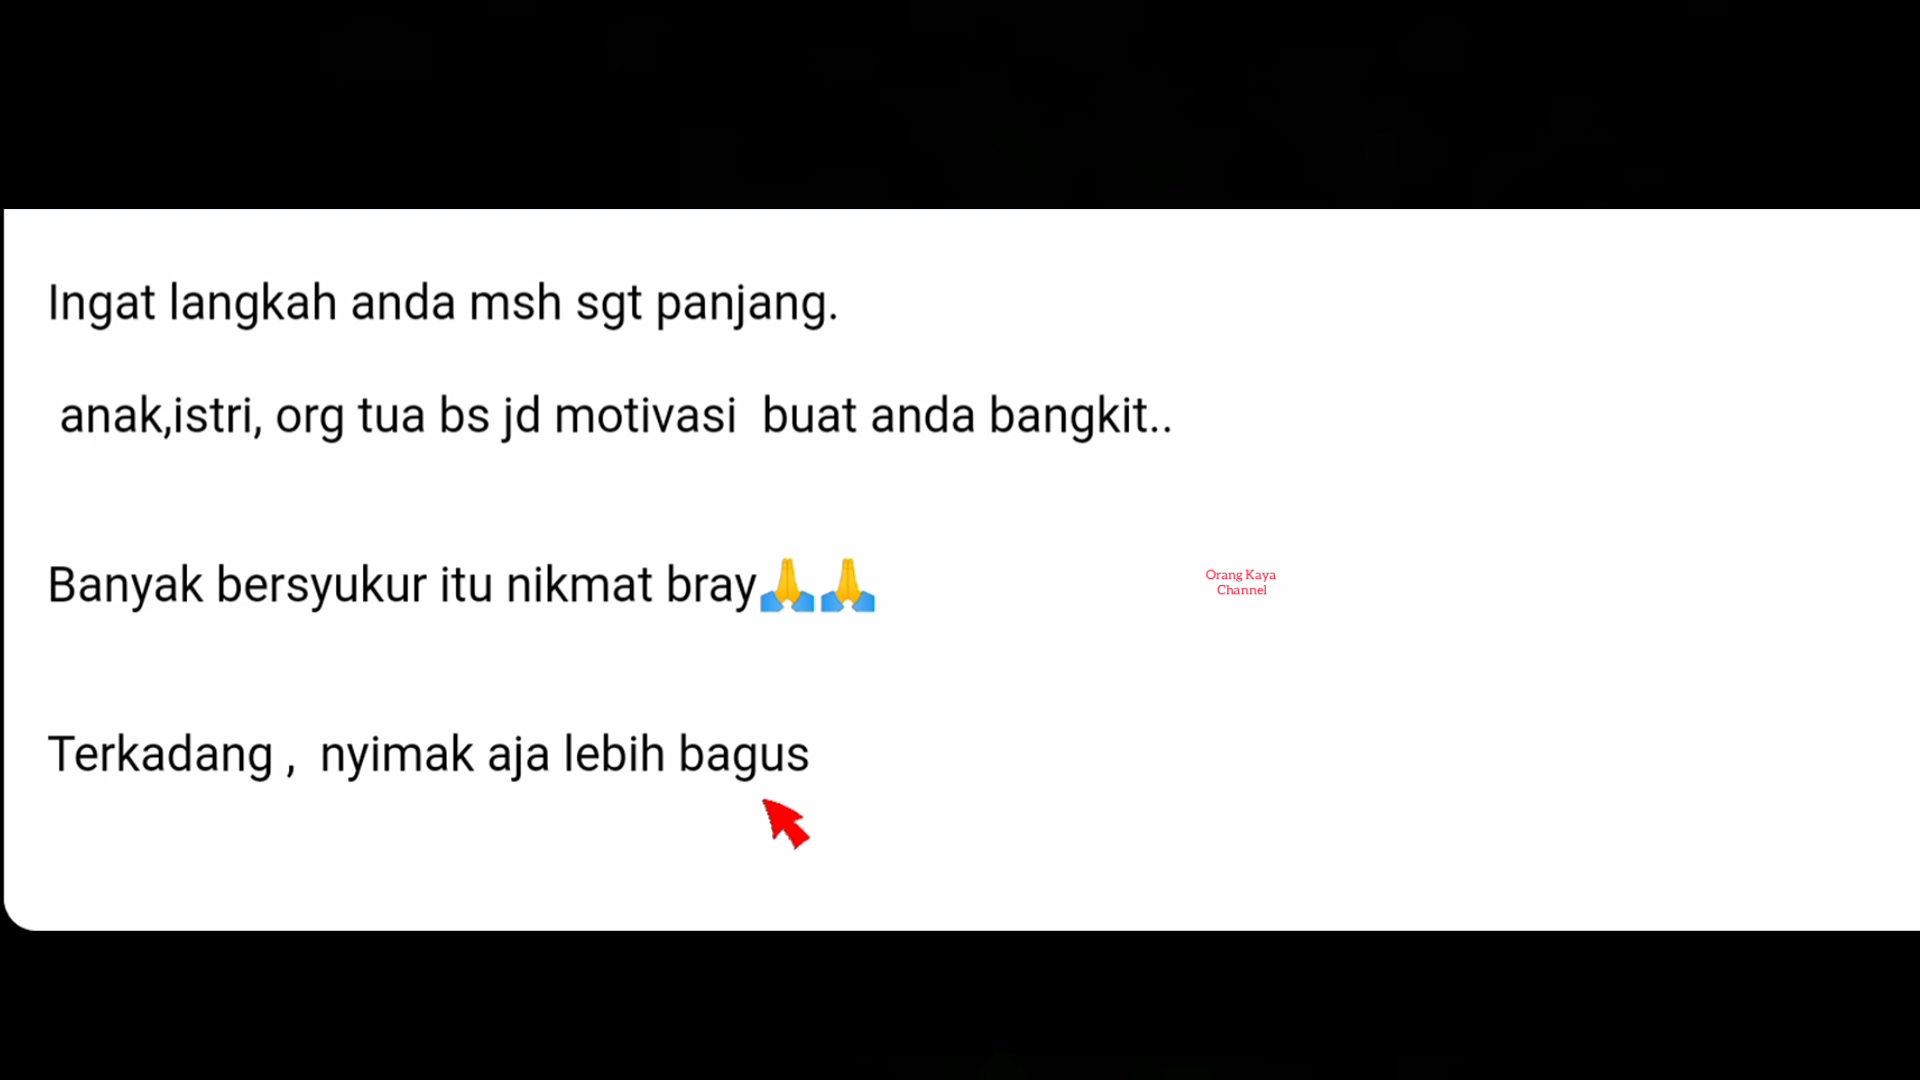 Ingat langkah anda msh sgt panjang.
anak,istri, org tua bs jd motivasi  buat anda bangkit..
Banyak bersyukur itu nikmat bray🙏🙏
Orang Kaya
Channel
Terkadang ,  nyimak aja lebih bagus